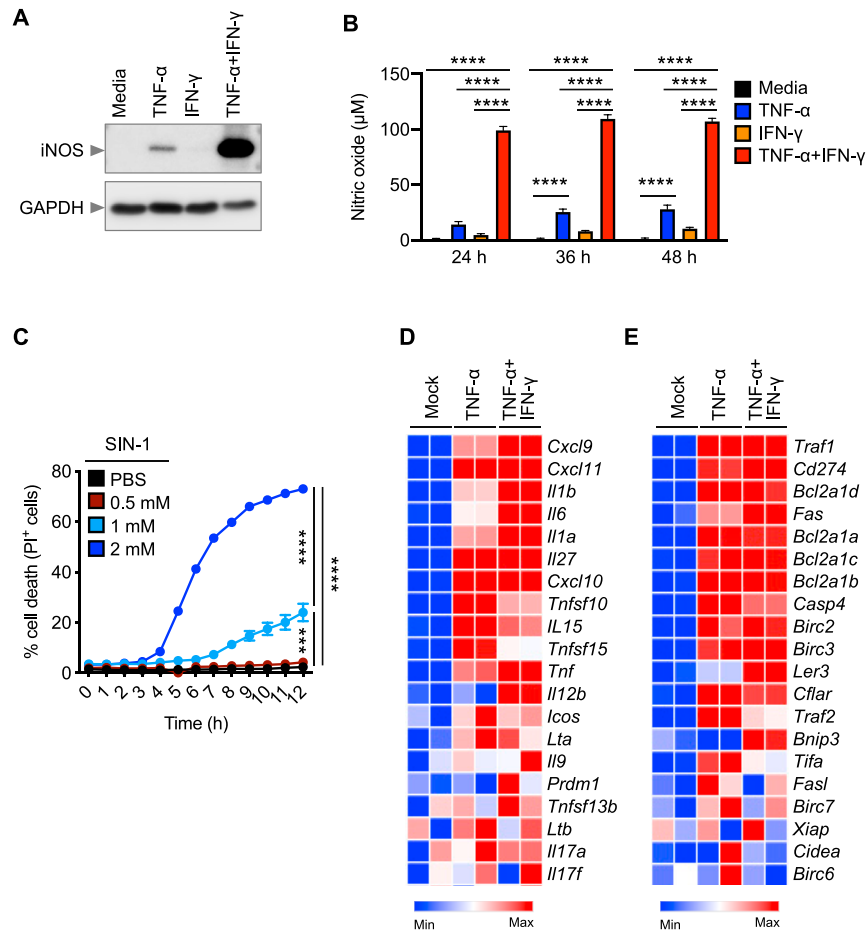 A
Media
TNF-α
IFN-γ
TNF-α+IFN-γ
iNOS
GAPDH
B
**** **** ****
**** **** ****
**** **** ****
**** ****
Nitric oxide (µM)
150
100
50
0
24 h 36 h 48 h
Media
TNF-α
IFN-γ
TNF-α+IFN-γ
C
SIN-1
PBS
0.5 mM
1 mM
2 mM
% cell death (PI+ cells)
80
60
40
20
0
0 1 2 3 4 5 6 7 8 9 10 11 12
Time (h)
****
***
****
D
Mock
TNF-α
TNF-α+
IFN-γ
Cxcl9
Cxcl11
Il1b
Il6
Il1a
Il27
Cxcl10
Tnfsf10
IL15
Tnfsf15
Tnf
Il12b
Icos
Lta
Il9
Prdm1
Tnfsf13b
Ltb
Il17a
Il17f
Min Max
E
Mock
TNF-α
TNF-α+
IFN-γ
Traf1
Cd274
Bcl2a1d
Fas
Bcl2a1a
Bcl2a1c
Bcl2a1b
Casp4
Birc2
Birc3
Ler3
Cflar
Traf2
Bnip3
Tifa
Fasl
Birc7
Xiap
Cidea
Birc6
Min Max